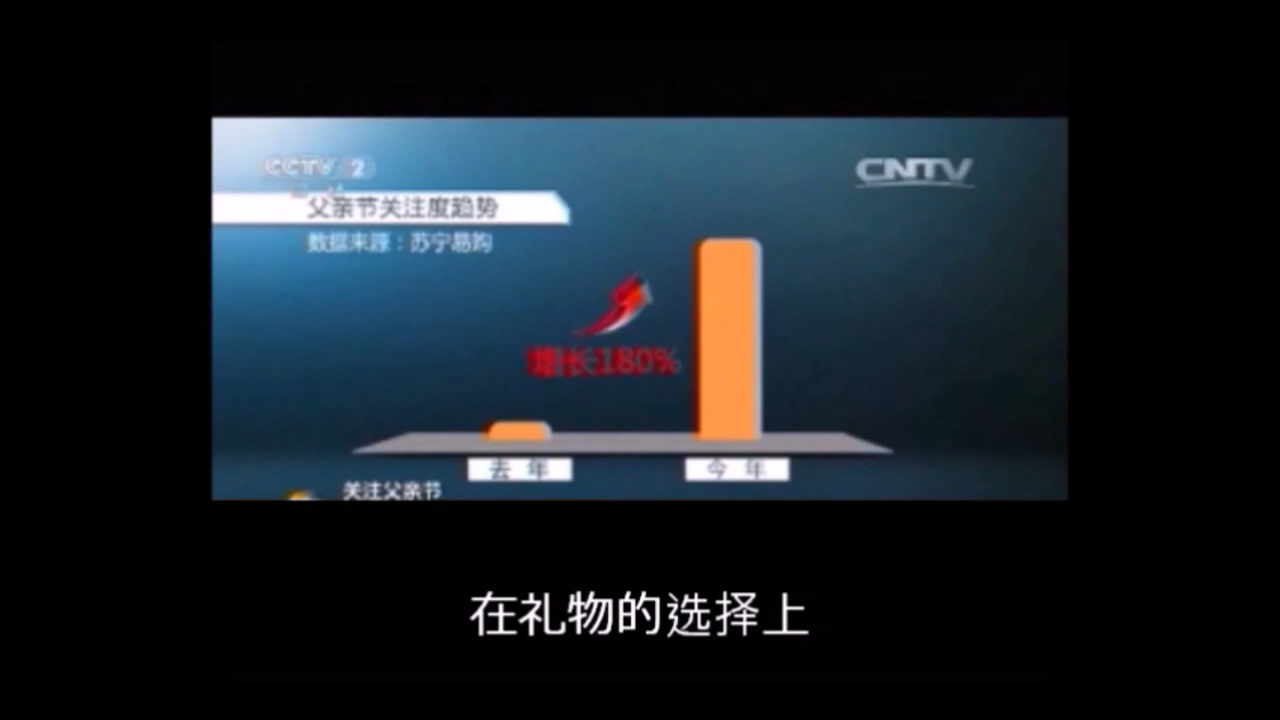 CCTV 2
CNTV
父亲节关注度趋势
数据来源：苏宁易购
增长180%
去 年
今 年
关注父亲节
在礼物的选择上